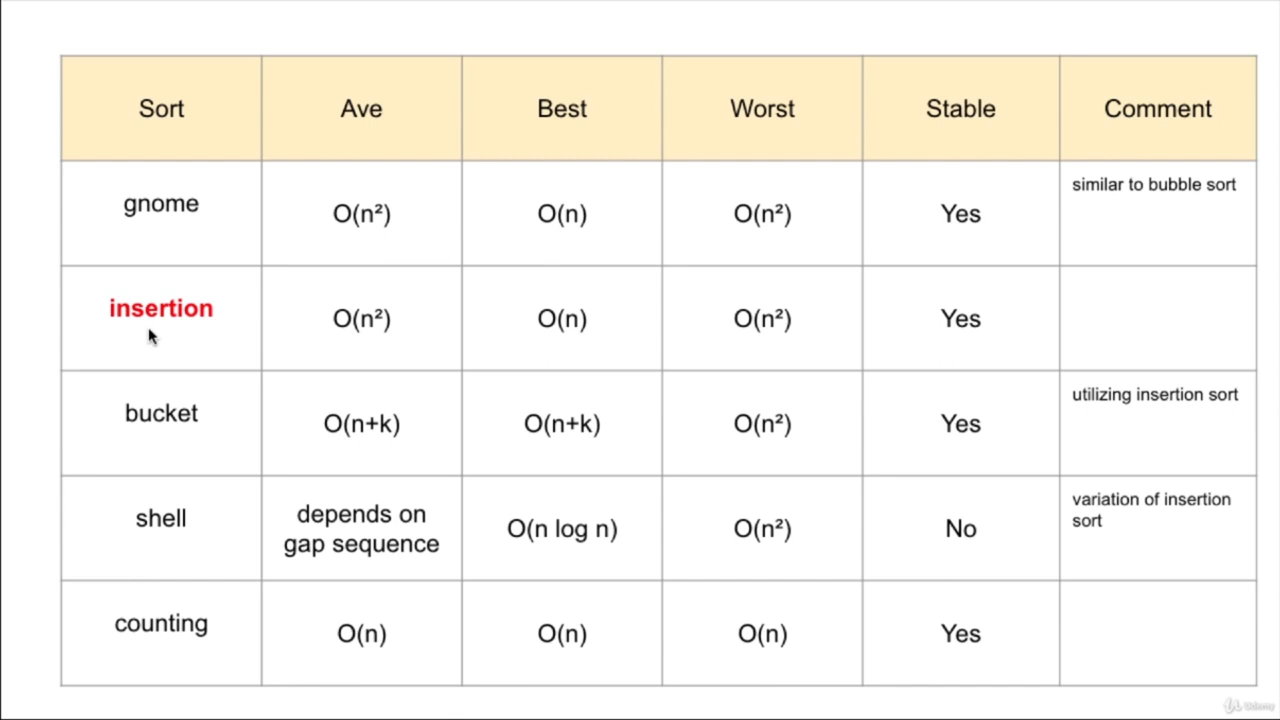 Sort Ave Best Worst Stable Comment
gnome O(n²) O(n) O(n²) Yes similar to bubble sort
insertion O(n²) O(n) O(n²) Yes
bucket O(n+k) O(n+k) O(n²) Yes utilizing insertion sort
shell depends on gap sequence O(n log n) O(n²) No variation of insertion sort
counting O(n) O(n) O(n) Yes
Udemy